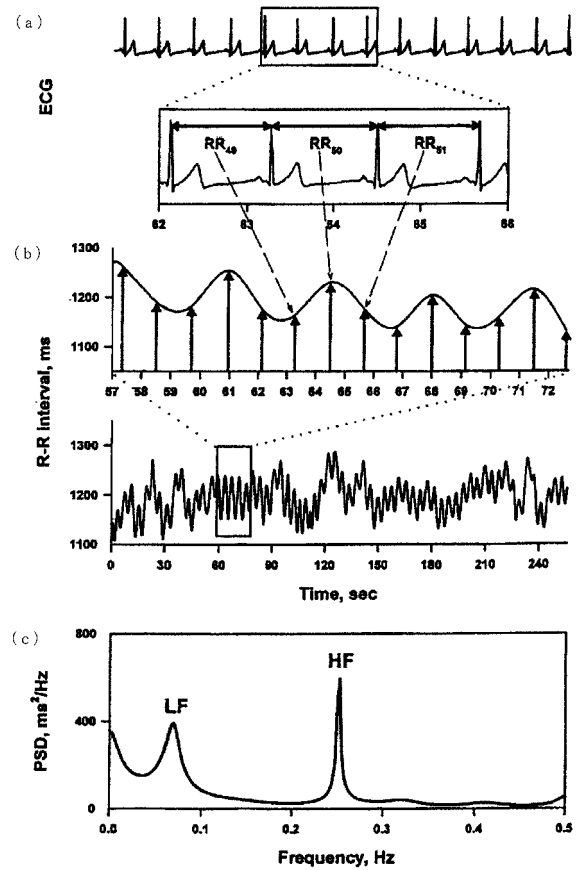 (a)
ECG
RR49 RR50 RR51
62 63 64 65 66
(b)
R-R interval, ms
1300
1200
1100
57 58 59 60 61 62 63 64 65 66 67 68 69 70 71 72
1300
1200
1100
0 30 60 90 120 150 180 210 240
Time, sec
(c)
PSD, ms²/Hz
800
400
0
LF
HF
0.0 0.1 0.2 0.3 0.4 0.5
Frequency, Hz